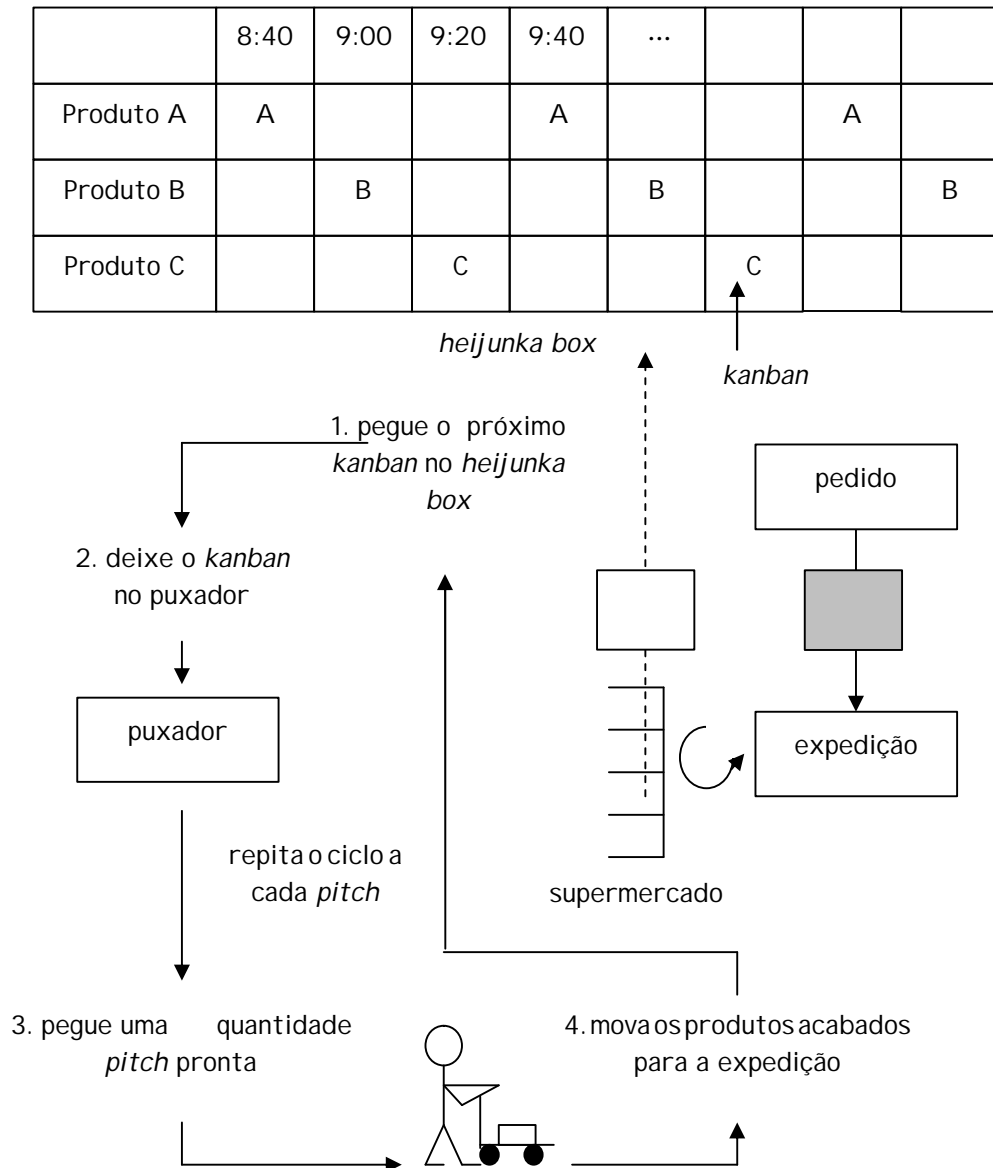 8:40 9:00 9:20 9:40 ...
Produto A A A A
Produto B B B B
Produto C C C
heijunka box
kanban
1. pegue o próximo
kanban no heijunka
box
pedido
2. deixe o kanban
no puxador
puxador
expedição
repita o ciclo a
cada pitch
supermercado
3. pegue uma quantidade
pitch pronta
4. mova os produtos acabados
para a expedição